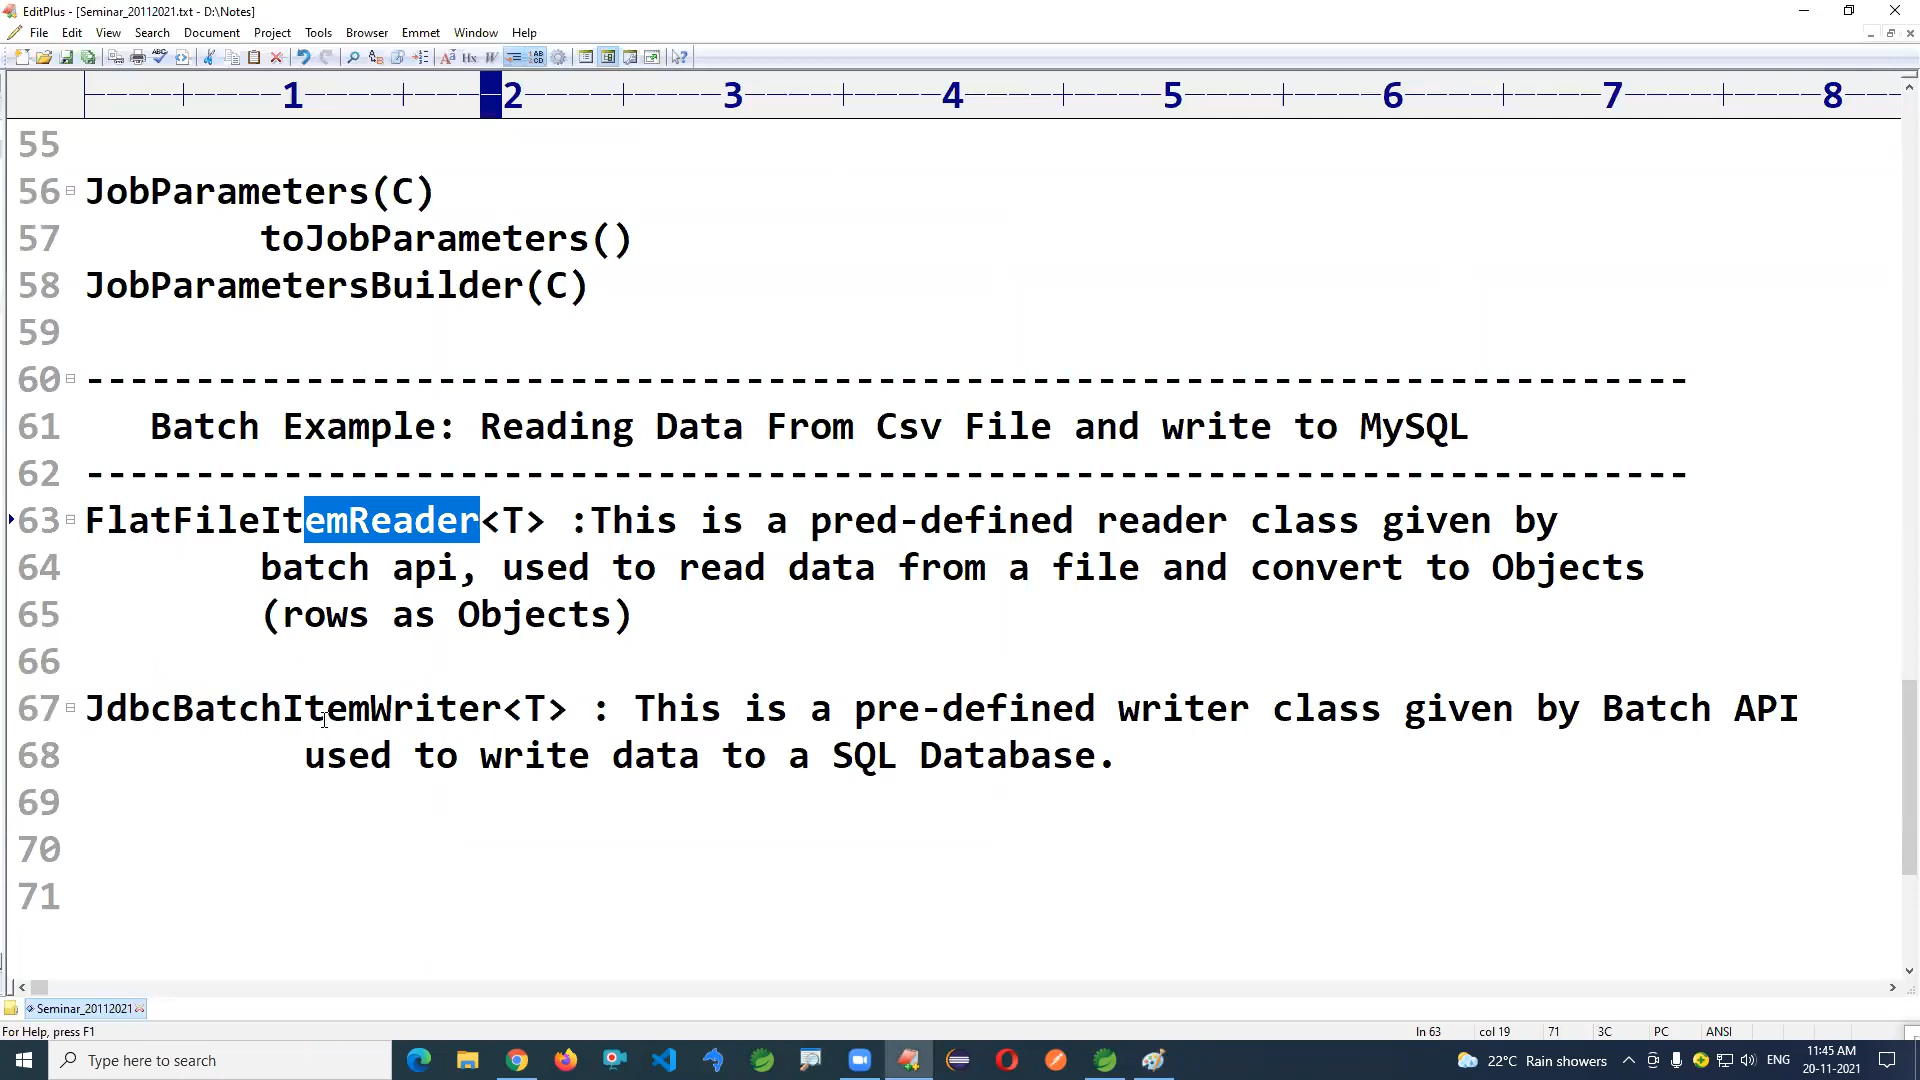 EditPlus - [Seminar_20112021.txt - D:\Notes]
File Edit View Search Document Project Tools Browser Emmet Window Help
1 2 3 4 5 6 7 8
55
56 JobParameters(C)
57 toJobParameters()
58 JobParametersBuilder(C)
59
60 -------------------------------------------------------------------------
61 Batch Example: Reading Data From Csv File and write to MySQL
62 -------------------------------------------------------------------------
63 FlatFileItemReader<T> :This is a pred-defined reader class given by
64 batch api, used to read data from a file and convert to Objects
65 (rows as Objects)
66
67 JdbcBatchItemWriter<T> : This is a pre-defined writer class given by Batch API
68 used to write data to a SQL Database.
69
70
71
Seminar_20112021
For Help, press F1 ln 63 col 19 71 3C PC ANSI
Type here to search 22°C Rain showers ENG 11:45 AM
20-11-2021